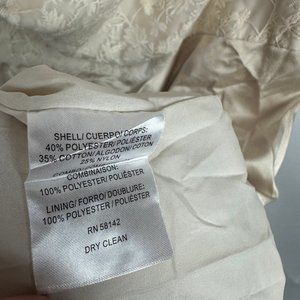 SHELL/ CUERPO/ CORPS:
40% POLYESTER/ POLIÉSTER
35% COTTON/ ALGODON/ COTON
25% NYLON
COMBINAISON:
100% POLYESTER/ POLIÉSTER
LINING/ FORRO/ DOUBLURE:
100% POLYESTER/ POLIÉSTER
RN 58142
DRY CLEAN